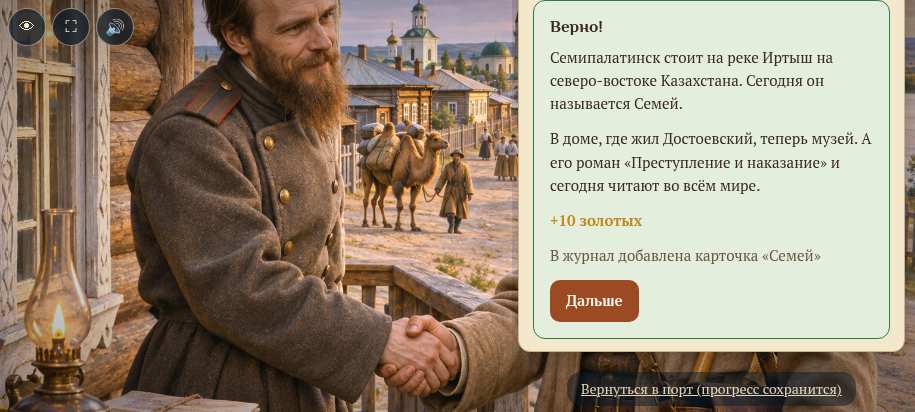 Верно!
Семипалатинск стоит на реке Иртыш на
северо-востоке Казахстана. Сегодня он
называется Семей.
В доме, где жил Достоевский, теперь музей. А
его роман «Преступление и наказание» и
сегодня читают во всём мире.
+10 золотых
В журнал добавлена карточка «Семей»
Дальше
Вернуться в порт (прогресс сохранится)